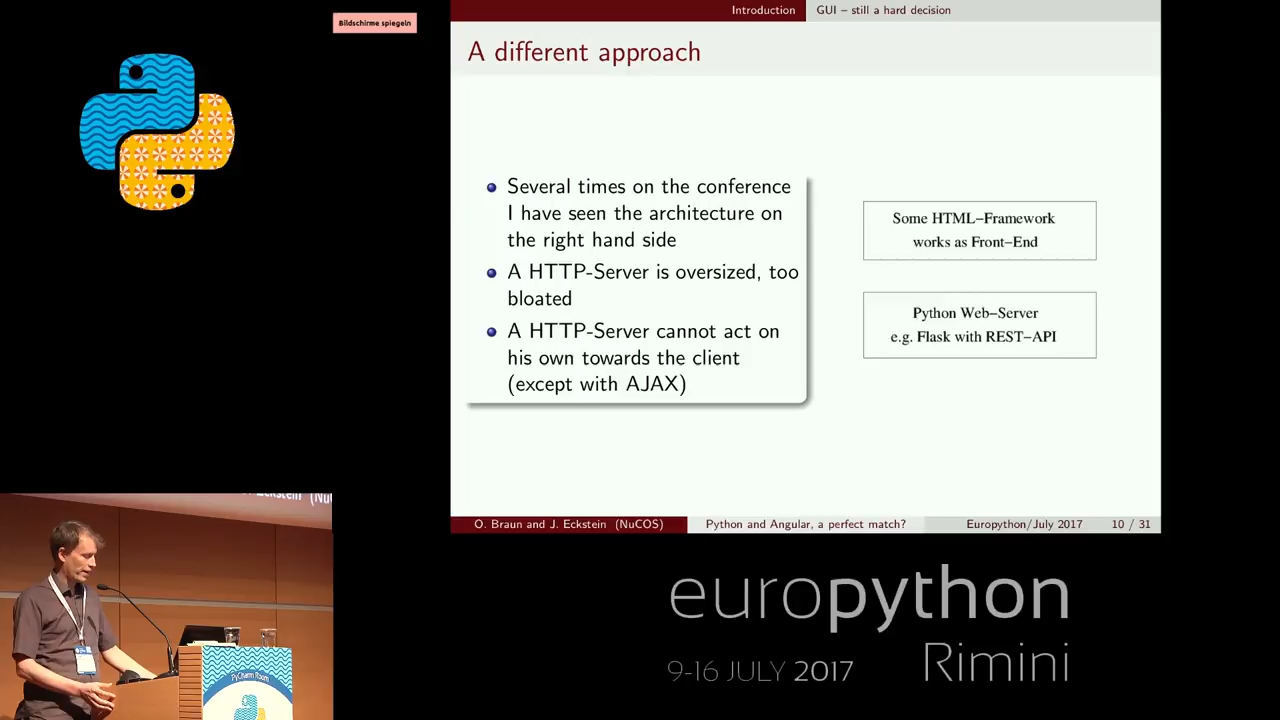 Bildschirme spiegeln
Introduction
GUI – still a hard decision
A different approach
Several times on the conference
I have seen the architecture on
the right hand side
A HTTP-Server is oversized, too
bloated
A HTTP-Server cannot act on
his own towards the client
(except with AJAX)
Some HTML–Framework
works as Front–End
Python Web–Server
e.g. Flask with REST–API
O. Braun and J. Eckstein (NuCOS)
Python and Angular, a perfect match?
Europython/July 2017
10 / 31
Eckstein (Nu
PyCharm Room
europython
Rimini
9-16 JULY 2017